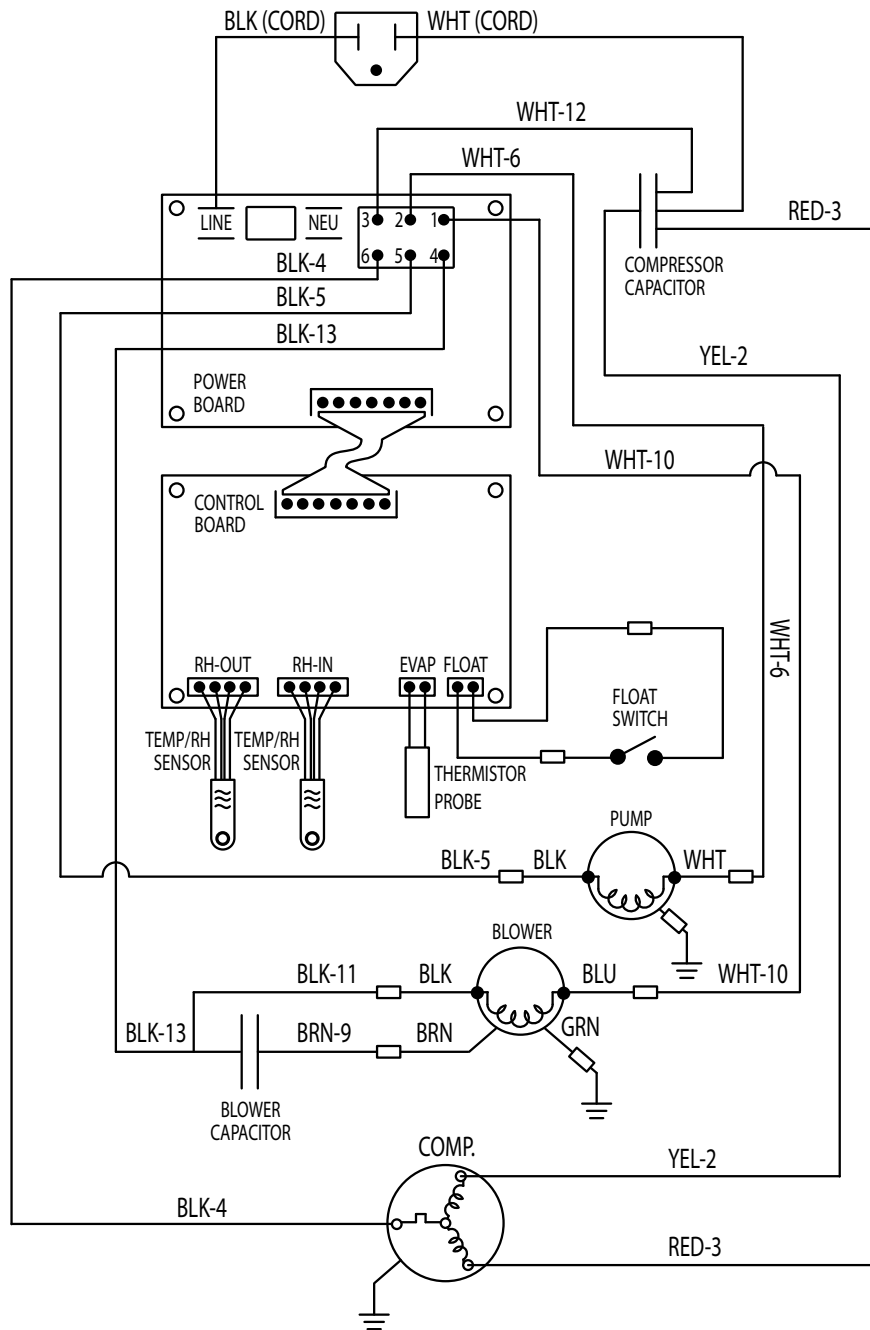 BLK (CORD)
WHT (CORD)
WHT-12
WHT-6
RED-3
LINE
NEU
3 2 1
6 5 4
BLK-4
BLK-5
BLK-13
COMPRESSOR
CAPACITOR
YEL-2
POWER
BOARD
WHT-10
CONTROL
BOARD
WHT-6
RH-OUT
RH-IN
EVAP
FLOAT
FLOAT
SWITCH
TEMP/RH
SENSOR
TEMP/RH
SENSOR
THERMISTOR
PROBE
PUMP
BLK-5
BLK
WHT
BLOWER
BLK-11
BLK
BLU
WHT-10
BLK-13
BRN-9
BRN
GRN
BLOWER
CAPACITOR
COMP.
YEL-2
BLK-4
RED-3